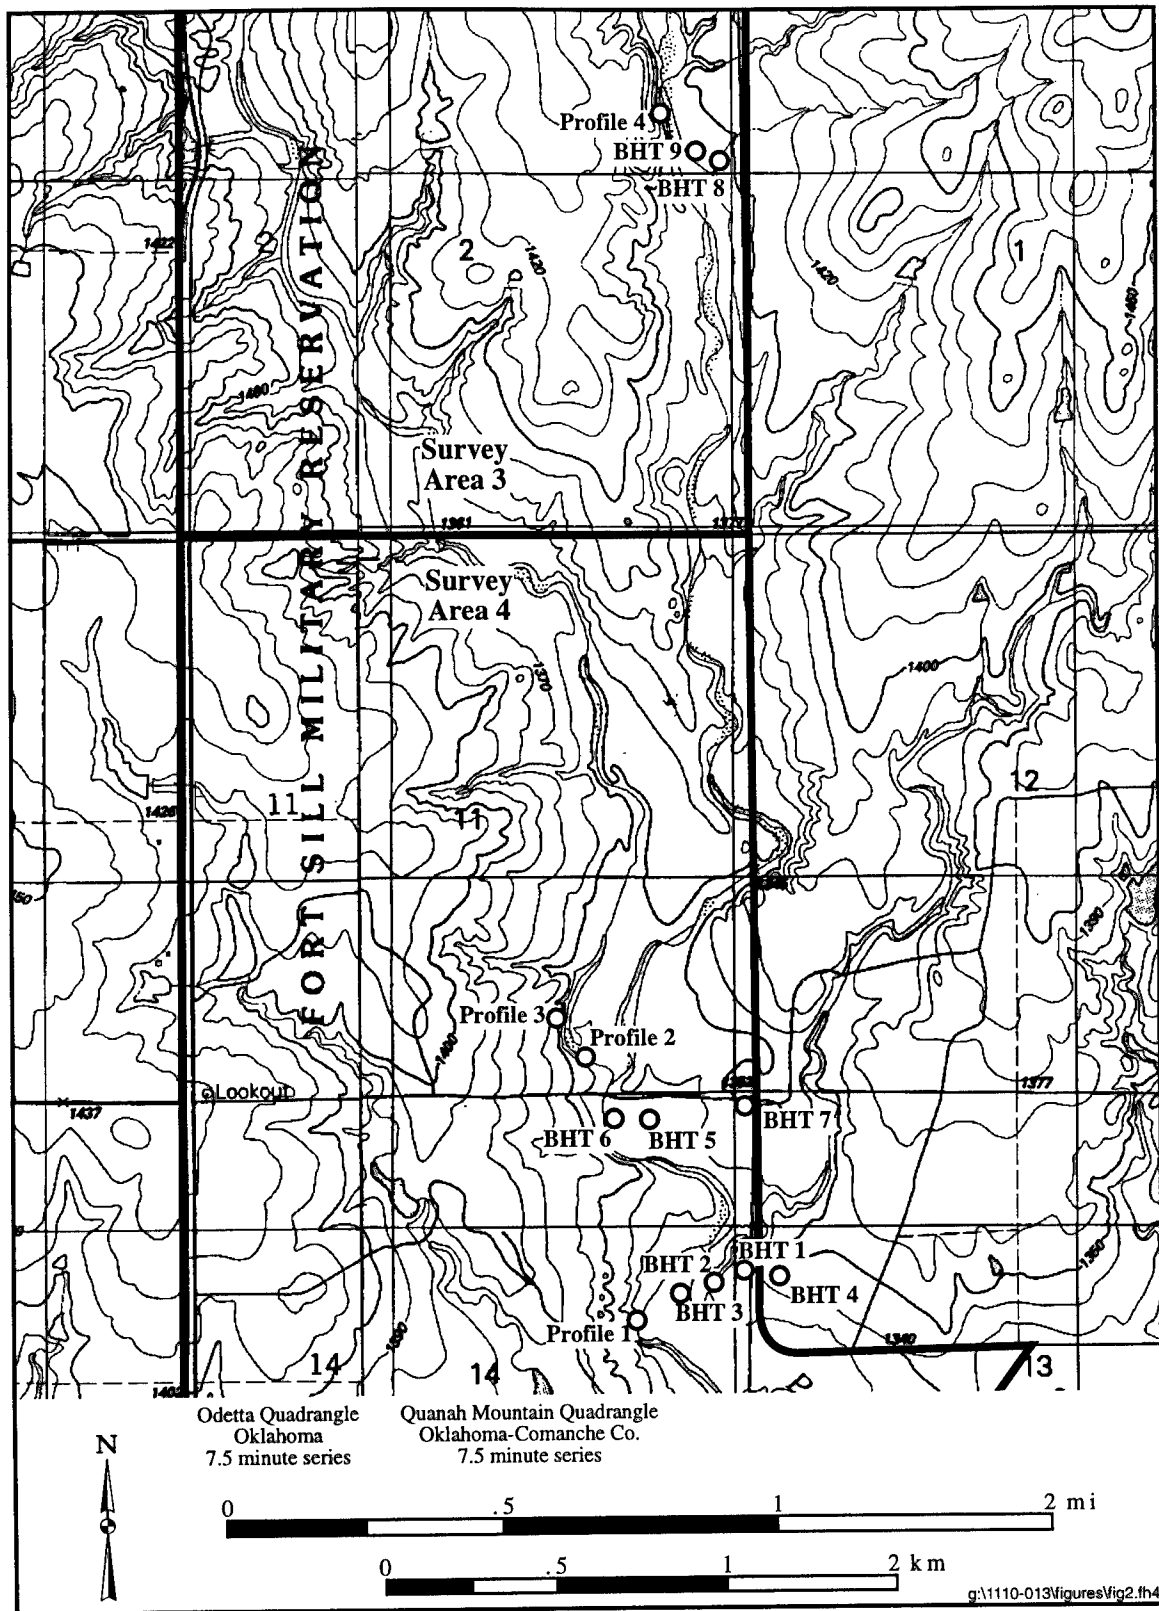 Profile 4
BHT 9
BHT 8
1422
2
2
1420
1
1420
1460
1460
FORT SILL MILITARY RESERVATION
Survey
Area 3
1361
1377
Survey
Area 4
1370
1400
12
1426
11
11
1390
Profile 3
Profile 2
1400
Lookout
1437
1377
BHT 6
BHT 5
BHT 7
BHT 1
BHT 2
BHT 3
BHT 4
1350
Profile 1
1340
1390
14
14
13
Odetta Quadrangle
Oklahoma
7.5 minute series
Quanah Mountain Quadrangle
Oklahoma-Comanche Co.
7.5 minute series
N
0 .5 1 2 mi
0 .5 1 2 km
g:\1110-013\figures\fig2.fh4